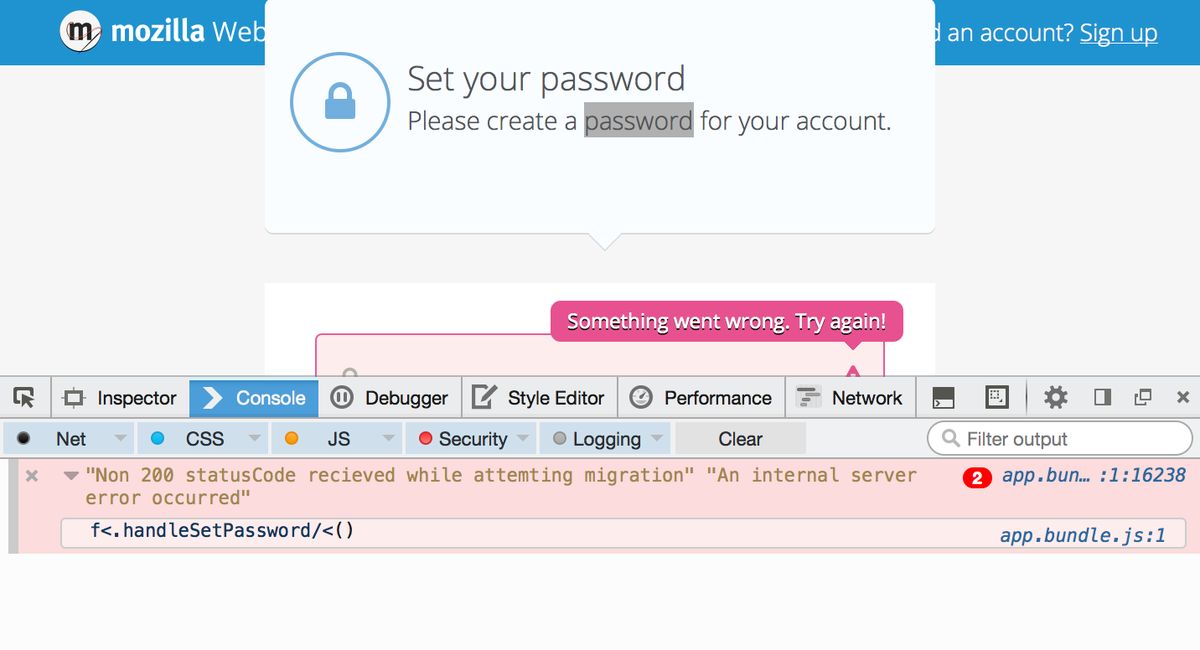 m mozilla Web
d an account? Sign up
Set your password
Please create a password for your account.
Something went wrong. Try again!
Inspector Console Debugger Style Editor Performance Network
Net CSS JS Security Logging Clear Filter output
"Non 200 statusCode recieved while attemting migration" "An internal server 2 app.bun… :1:16238
error occurred"
f<.handleSetPassword/<() app.bundle.js:1